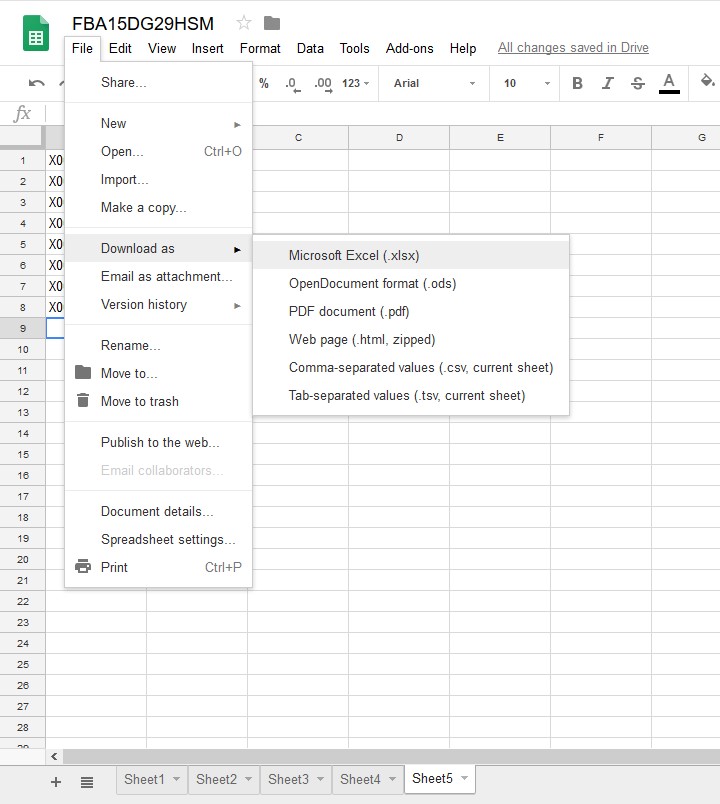 FBA15DG29HSM
File Edit View Insert Format Data Tools Add-ons Help All changes saved in Drive
% .0 .00 123 Arial 10 B I S A
fx
Share...
New
Open... Ctrl+O
Import...
Make a copy...
Download as
Email as attachment...
Version history
Rename...
Move to...
Move to trash
Publish to the web...
Email collaborators...
Document details...
Spreadsheet settings...
Print Ctrl+P
Microsoft Excel (.xlsx)
OpenDocument format (.ods)
PDF document (.pdf)
Web page (.html, zipped)
Comma-separated values (.csv, current sheet)
Tab-separated values (.tsv, current sheet)
C D E F G
1 X0
2 X0
3 X0
4 X0
5 X0
6 X0
7 X0
8 X0
9
10
11
12
13
14
15
16
17
18
19
20
21
22
23
24
25
26
27
28
Sheet1 Sheet2 Sheet3 Sheet4 Sheet5